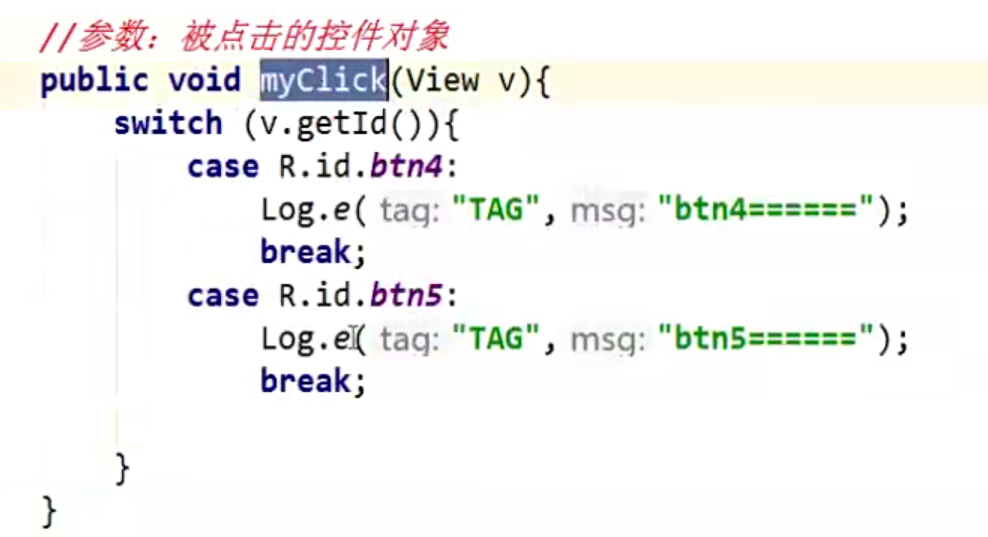 //参数：被点击的控件对象
public void myClick(View v){
switch (v.getId()){
case R.id.btn4:
Log.e( tag: "TAG", msg: "btn4======");
break;
case R.id.btn5:
Log.e( tag: "TAG", msg: "btn5======");
break;
}
}